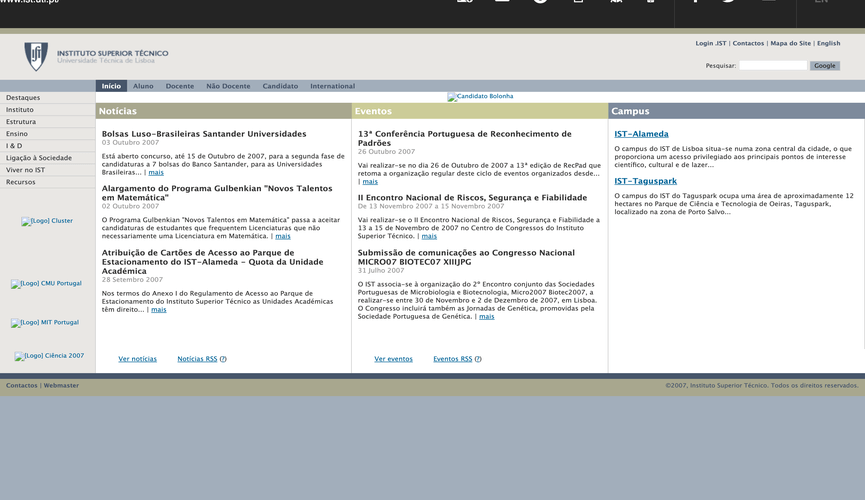 www.ist.utl.pt/
EN
INSTITUTO SUPERIOR TÉCNICO
Universidade Técnica de Lisboa
Login .IST | Contactos | Mapa do Site | English
Pesquisar:
Google
Início
Aluno
Docente
Não Docente
Candidato
International
Destaques
Instituto
Estrutura
Ensino
I & D
Ligação à Sociedade
Viver no IST
Recursos
[Logo] Cluster
[Logo] CMU Portugal
[Logo] MIT Portugal
[Logo] Ciência 2007
Candidato Bolonha
Notícias
Bolsas Luso-Brasileiras Santander Universidades
03 Outubro 2007
Está aberto concurso, até 15 de Outubro de 2007, para a segunda fase de
candidaturas a 7 bolsas do Banco Santander, para as Universidades
Brasileiras... | mais
Alargamento do Programa Gulbenkian "Novos Talentos
em Matemática"
02 Outubro 2007
O Programa Gulbenkian "Novos Talentos em Matemática" passa a aceitar
candidaturas de estudantes que frequentem Licenciaturas que não
necessariamente uma Licenciatura em Matemática. | mais
Atribuição de Cartões de Acesso ao Parque de
Estacionamento do IST-Alameda - Quota da Unidade
Académica
28 Setembro 2007
Nos termos do Anexo I do Regulamento de Acesso ao Parque de
Estacionamento do Instituto Superior Técnico as Unidades Académicas
têm direito... | mais
Ver notícias
Notícias RSS (?)
Eventos
13ª Conferência Portuguesa de Reconhecimento de
Padrões
26 Outubro 2007
Vai realizar-se no dia 26 de Outubro de 2007 a 13ª edição de RecPad que
retoma a organização regular deste ciclo de eventos organizados desde...
| mais
II Encontro Nacional de Riscos, Segurança e Fiabilidade
De 13 Novembro 2007 a 15 Novembro 2007
Vai realizar-se o II Encontro Nacional de Riscos, Segurança e Fiabilidade a
13 a 15 de Novembro de 2007 no Centro de Congressos do Instituto
Superior Técnico. | mais
Submissão de comunicações ao Congresso Nacional
MICRO07 BIOTEC07 XIIIJPG
31 Julho 2007
O IST associa-se à organização do 2º Encontro conjunto das Sociedades
Portuguesas de Microbiologia e Biotecnologia, Micro2007 Biotec2007, a
realizar-se entre 30 de Novembro e 2 de Dezembro de 2007, em Lisboa.
O Congresso incluirá também as Jornadas de Genética, promovidas pela
Sociedade Portuguesa de Genética. | mais
Ver eventos
Eventos RSS (?)
Campus
IST-Alameda
O campus do IST de Lisboa situa-se numa zona central da cidade, o que
proporciona um acesso privilegiado aos principais pontos de interesse
científico, cultural e de lazer...
IST-Taguspark
O campus do IST do Taguspark ocupa uma área de aproximadamente 12
hectares no Parque de Ciência e Tecnologia de Oeiras, Taguspark,
localizado na zona de Porto Salvo...
Contactos | Webmaster
©2007, Instituto Superior Técnico. Todos os direitos reservados.